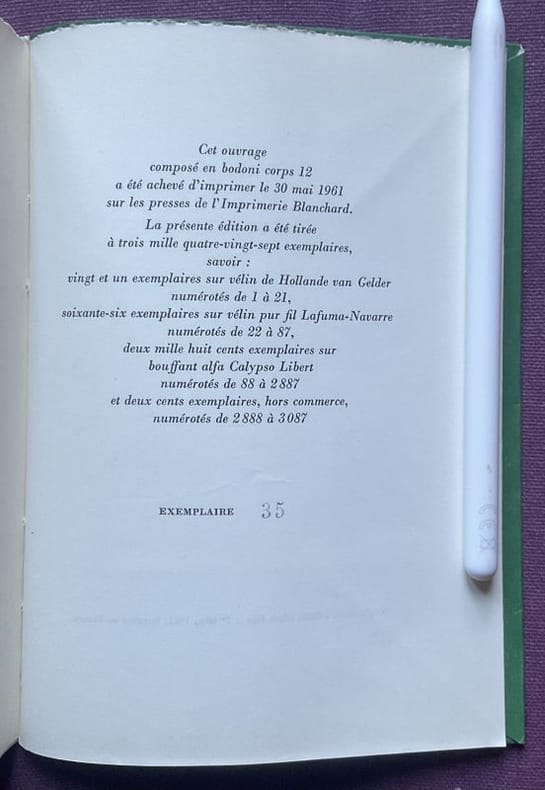 Cet ouvrage
composé en bodoni corps 12
a été achevé d'imprimer le 30 mai 1961
sur les presses de l'Imprimerie Blanchard.
La présente édition a été tirée
à trois mille quatre-vingt-sept exemplaires,
savoir :
vingt et un exemplaires sur vélin de Hollande van Gelder
numérotés de 1 à 21,
soixante-six exemplaires sur vélin pur fil Lafuma-Navarre
numérotés de 22 à 87,
deux mille huit cents exemplaires sur
bouffant alfa Calypso Libert
numérotés de 88 à 2887
et deux cents exemplaires, hors commerce,
numérotés de 2888 à 3087
EXEMPLAIRE 35